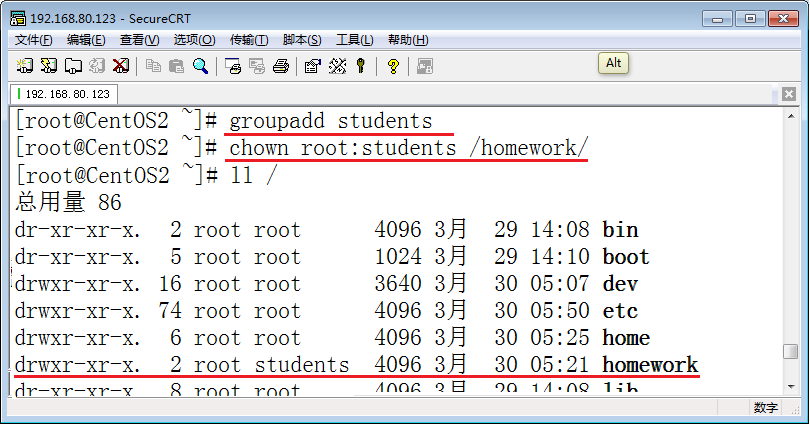 192.168.80.123 - SecureCRT
文件(F) 编辑(E) 查看(V) 选项(O) 传输(T) 脚本(S) 工具(L) 帮助(H)
Alt
192.168.80.123
[root@CentOS2 ~]# groupadd students
[root@CentOS2 ~]# chown root:students /homework/
[root@CentOS2 ~]# ll /
总用量 86
dr-xr-xr-x.  2 root root      4096 3月  29 14:08 bin
dr-xr-xr-x.  5 root root      1024 3月  29 14:10 boot
drwxr-xr-x. 16 root root      3640 3月  30 05:07 dev
drwxr-xr-x. 74 root root      4096 3月  30 05:50 etc
drwxr-xr-x.  6 root root      4096 3月  30 05:25 home
drwxr-xr-x.  2 root students  4096 3月  30 05:21 homework
dr-xr-xr-x.  8 root root      4096 3月  29 14:08 lib
数字